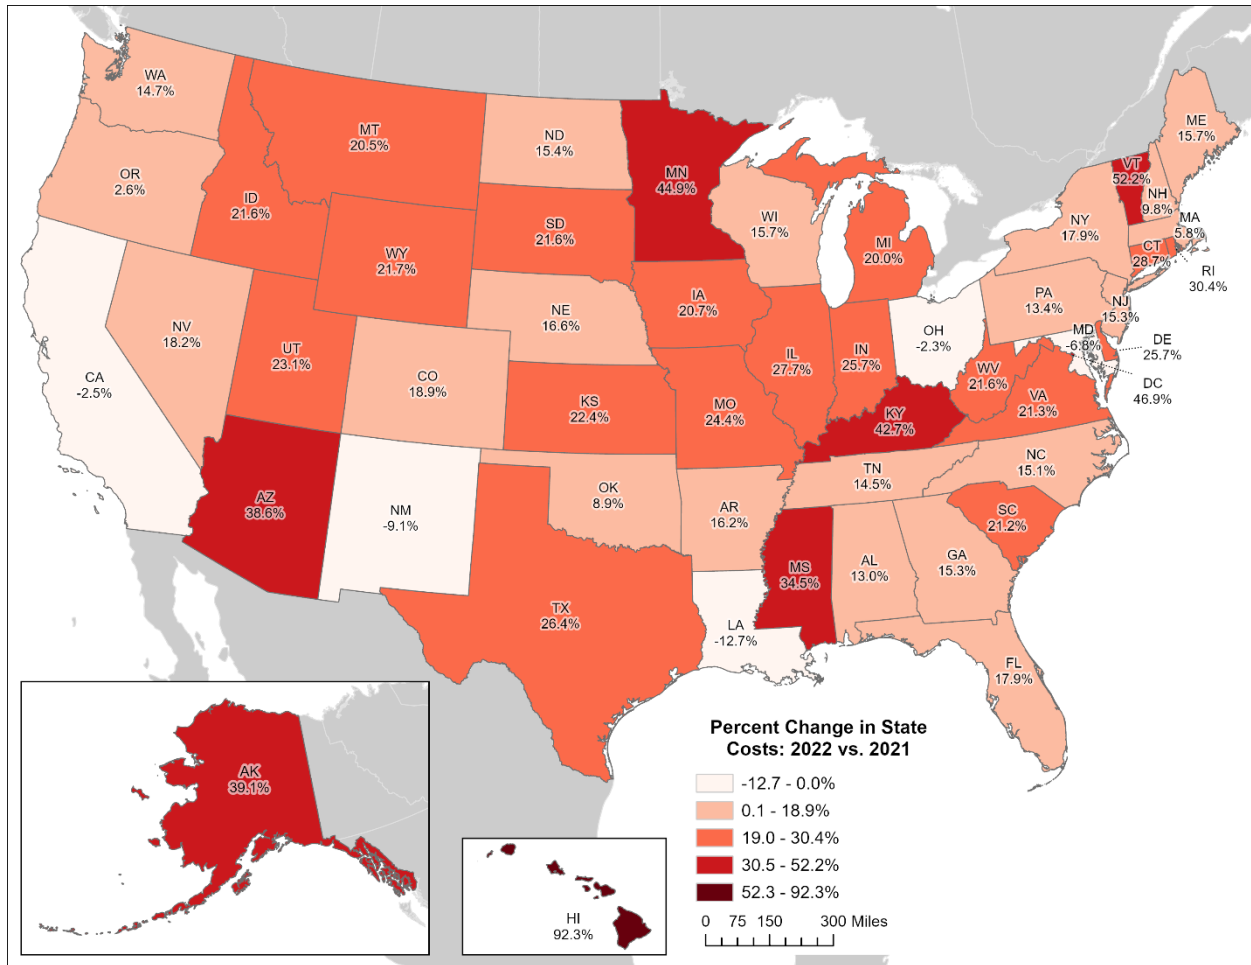 WA
14.7%
MT
20.5%
ND
15.4%
MN
44.9%
ME
15.7%
VT
52.2%
NH
9.8%
OR
2.6%
ID
21.6%
SD
21.6%
WI
15.7%
MI
20.0%
NY
17.9%
MA
5.8%
CT
28.7%
RI
30.4%
WY
21.7%
IA
20.7%
NE
16.6%
PA
13.4%
NJ
15.3%
NV
18.2%
UT
23.1%
CO
18.9%
IL
27.7%
IN
25.7%
OH
-2.3%
MD
-6.8%
DE
25.7%
DC
46.9%
WV
21.6%
VA
21.3%
CA
-2.5%
KS
22.4%
MO
24.4%
KY
42.7%
NC
15.1%
TN
14.5%
AZ
38.6%
NM
-9.1%
OK
8.9%
AR
16.2%
SC
21.2%
MS
34.5%
AL
13.0%
GA
15.3%
TX
26.4%
LA
-12.7%
FL
17.9%
AK
39.1%
HI
92.3%
Percent Change in State
Costs: 2022 vs. 2021
-12.7 - 0.0%
0.1 - 18.9%
19.0 - 30.4%
30.5 - 52.2%
52.3 - 92.3%
0 75 150 300 Miles